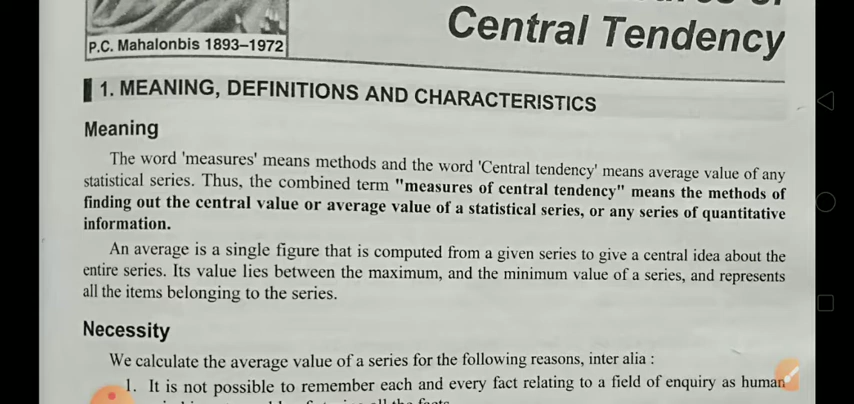 of
Central Tendency
P.C. Mahalonbis 1893–1972
1. MEANING, DEFINITIONS AND CHARACTERISTICS
Meaning
The word 'measures' means methods and the word 'Central tendency' means average value of any
statistical series. Thus, the combined term "measures of central tendency" means the methods of
finding out the central value or average value of a statistical series, or any series of quantitative
information.
An average is a single figure that is computed from a given series to give a central idea about the
entire series. Its value lies between the maximum, and the minimum value of a series, and represents
all the items belonging to the series.
Necessity
We calculate the average value of a series for the following reasons, inter alia :
1. It is not possible to remember each and every fact relating to a field of enquiry as human
all the facts